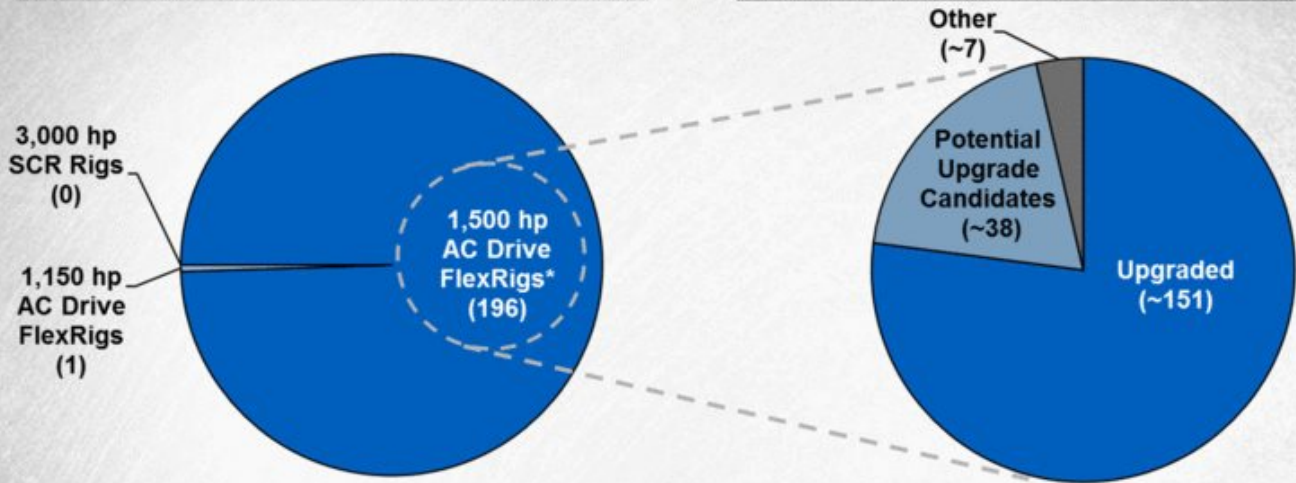 3,000 hp
SCR Rigs
(0)
1,150 hp
AC Drive
FlexRigs
(1)
1,500 hp
AC Drive
FlexRigs*
(196)
Other
(~7)
Potential
Upgrade
Candidates
(~38)
Upgraded
(~151)